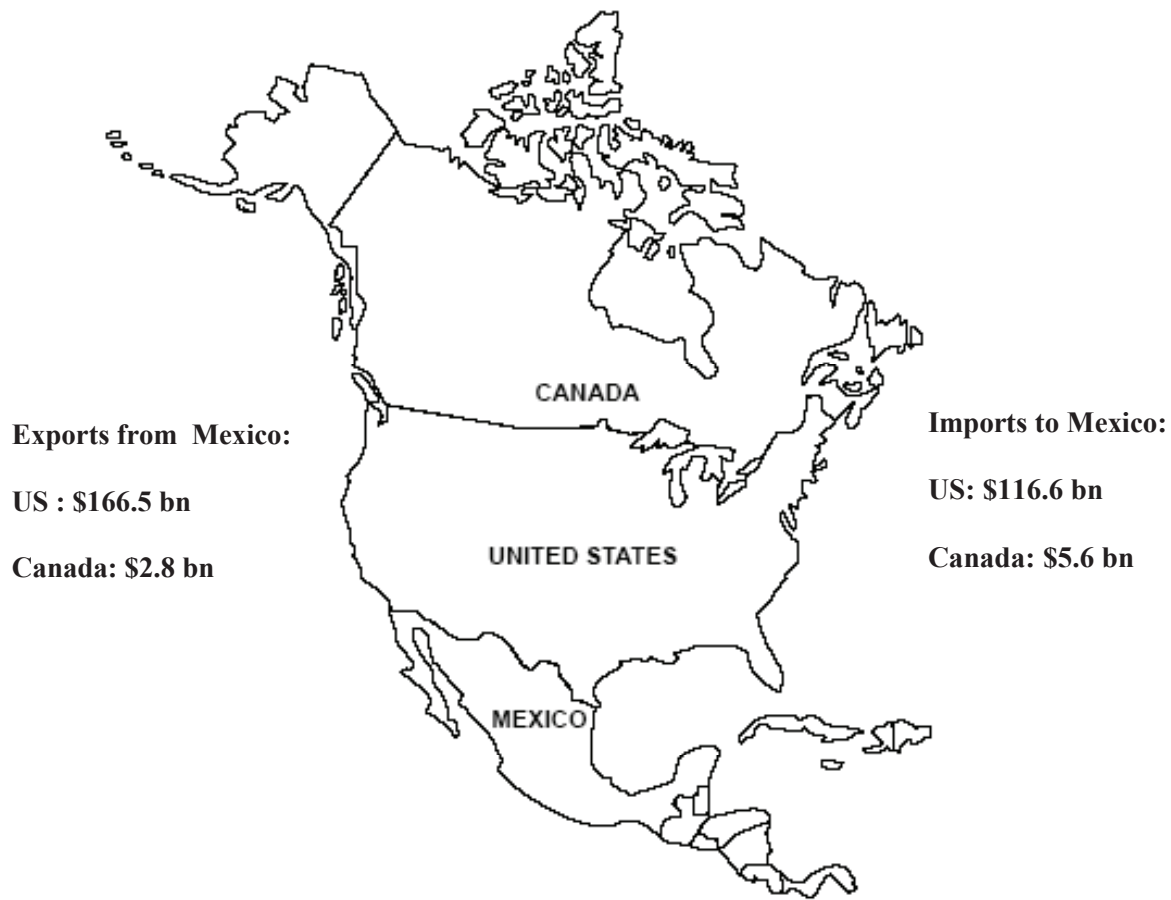 CANADA
Exports from Mexico:
US : $166.5 bn
Canada: $2.8 bn
Imports to Mexico:
US: $116.6 bn
Canada: $5.6 bn
UNITED STATES
MEXICO